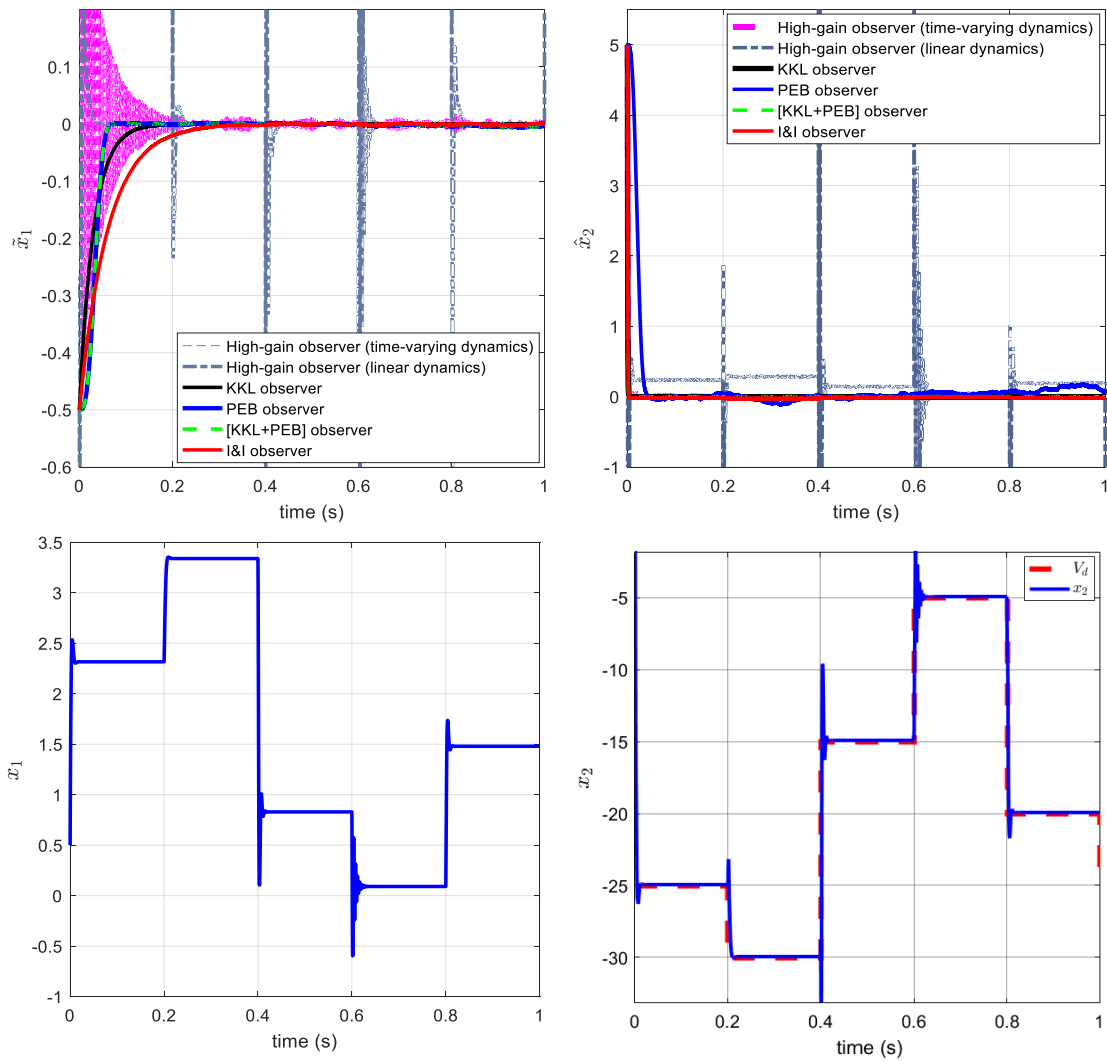 0.1
0
-0.1
-0.2
-0.3
-0.4
-0.5
-0.6
x̃₁
High-gain observer (time-varying dynamics)
High-gain observer (linear dynamics)
KKL observer
PEB observer
[KKL+PEB] observer
I&I observer
0 0.2 0.4 0.6 0.8 1
time (s)
5
4
3
2
1
0
-1
x̂₂
High-gain observer (time-varying dynamics)
High-gain observer (linear dynamics)
KKL observer
PEB observer
[KKL+PEB] observer
I&I observer
0 0.2 0.4 0.6 0.8 1
time (s)
3.5
3
2.5
2
1.5
1
0.5
0
-0.5
-1
x₁
0 0.2 0.4 0.6 0.8 1
time (s)
-5
-10
-15
-20
-25
-30
x₂
V_d
x₂
0 0.2 0.4 0.6 0.8 1
time (s)